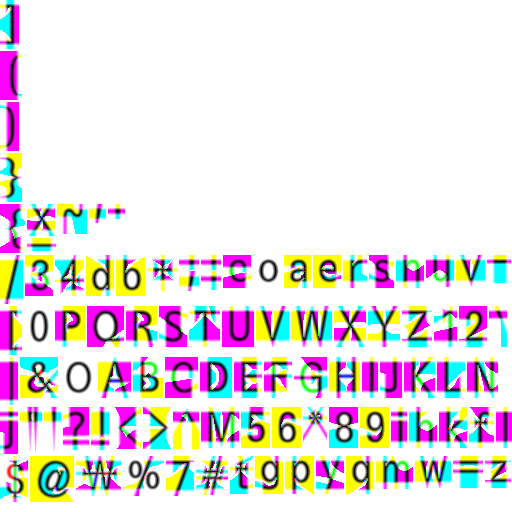 ]
(
)
}
{ x ~ ' -
_
/ 3 4 d b + ; : c o a e r s n u v -
[ 0 P Q R S T U V W X Y Z 1 2
| & O A B C D E F G H I J K L N
j " ' ? ! < > ^ M 5 6 * 8 9 i h k f l
$ @ ₩ % 7 # t g p y q m w = z